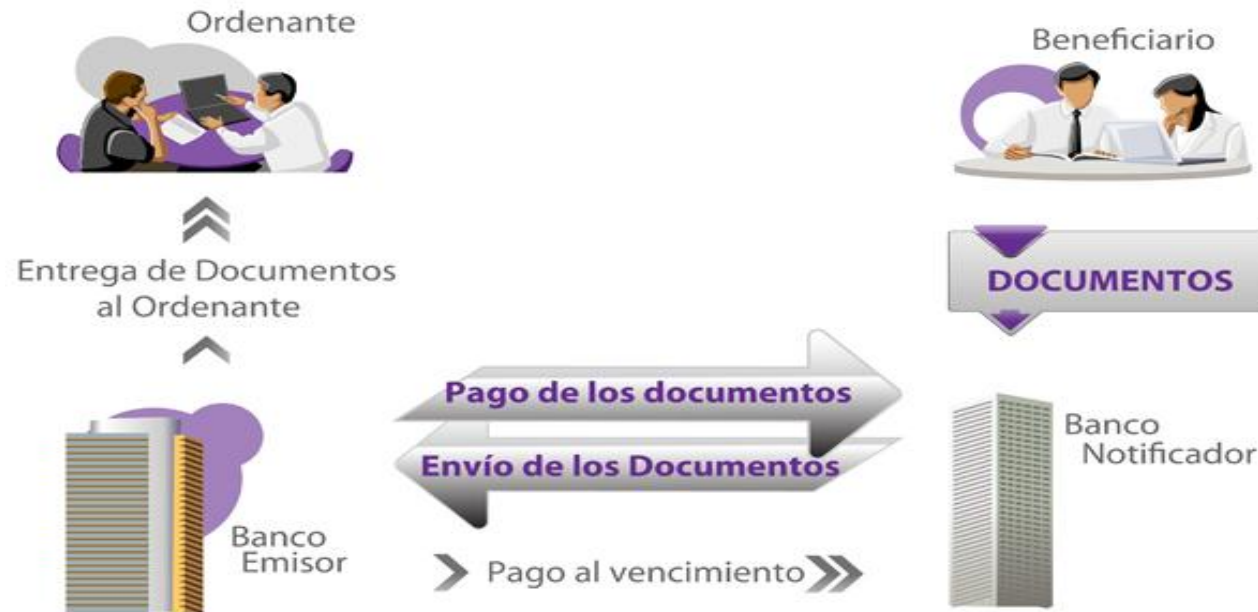 Ordenante
Beneficiario
Entrega de Documentos
al Ordenante
DOCUMENTOS
Pago de los documentos
Envío de los Documentos
Banco
Emisor
Banco
Notificador
Pago al vencimiento